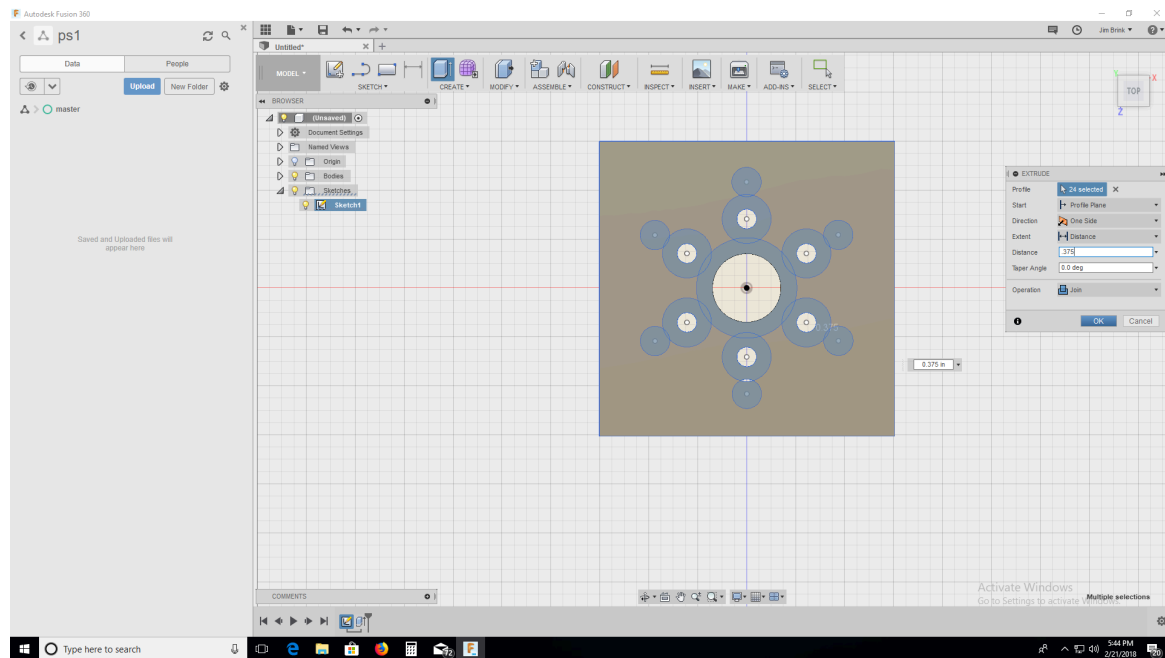 Autodesk Fusion 360
ps1
Jim Brink
Data
People
Untitled*
Upload
New Folder
MODEL
SKETCH
CREATE
MODIFY
ASSEMBLE
CONSTRUCT
INSPECT
INSERT
MAKE
ADD-INS
SELECT
master
BROWSER
(Unsaved)
Document Settings
Named Views
Origin
Bodies
Sketches
Sketch1
TOP
X
Y
Z
EXTRUDE
Profile
24 selected
Start
Profile Plane
Direction
One Side
Extent
Distance
Distance
.375
Taper Angle
0.0 deg
Operation
Join
OK
Cancel
Saved and Uploaded files will
appear here
0.375
0.375 in
COMMENTS
Activate Windows
Go to Settings to activate Windows.
Multiple selections
Type here to search
72
5:44 PM
2/21/2018
20